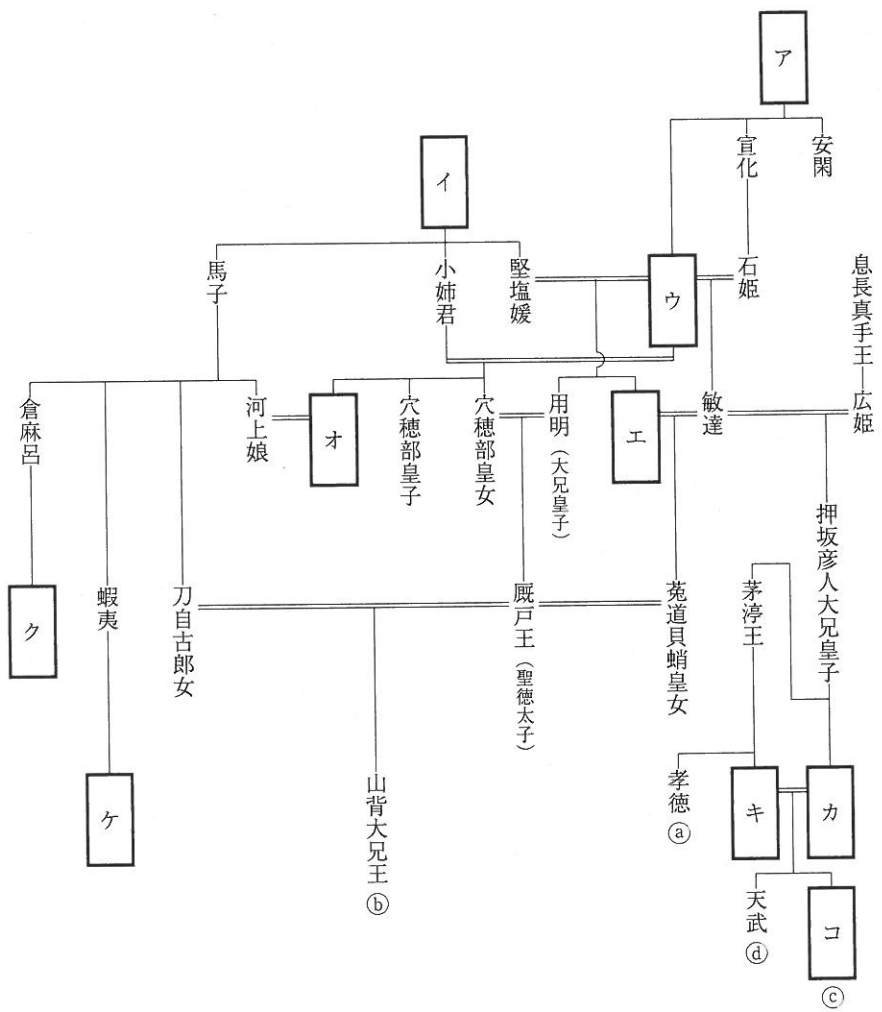 ア
安閑
宣化
イ
息長真手王
石姫
ウ
堅塩媛
小姉君
馬子
広姫
敏達
エ
用明（大兄皇子）
穴穂部皇女
穴穂部皇子
オ
河上娘
倉麻呂
押坂彦人大兄皇子
茅渟王
菟道貝蛸皇女
厩戸王（聖徳太子）
刀自古郎女
蝦夷
ク
カ
キ
孝徳 ⓐ
山背大兄王 ⓑ
ケ
コ ⓒ
天武 ⓓ